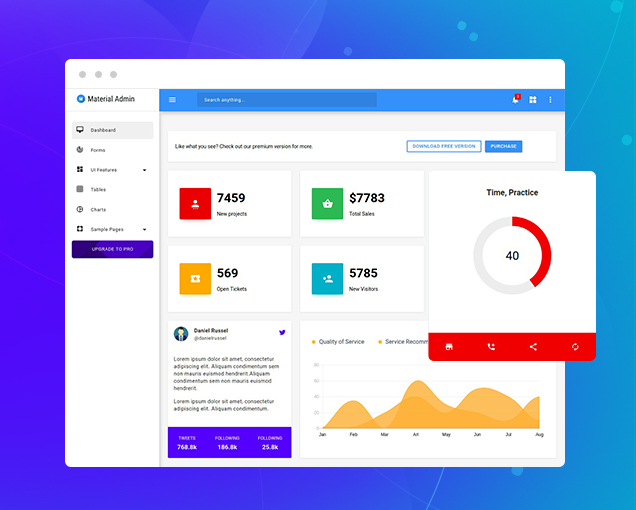 Material Admin
Search anything...
Dashboard
Forms
UI Features
Tables
Charts
Sample Pages
UPGRADE TO PRO
Like what you see? Check out our premium version for more.
DOWNLOAD FREE VERSION
PURCHASE
7459
New projects
$7783
Total Sales
569
Open Tickets
5785
New Visitors
Time, Practice
40
Daniel Russel
@danielrussel
Lorem ipsum dolor sit amet, consectetur
adipiscing elit. Aliquam condimentum sem
non mauris euismod hendrerit.Aliquam
condimentum sem non mauris euismod
hendrerit.
Lorem ipsum dolor sit amet, consectetur
adipiscing elit. Aliquam condimentum.
TWEETS FOLLOWING FOLLOWING
768.8k 186.8k 25.8k
Quality of Service Service Recomm
80
60
40
20
0
Jan Feb Mar Arl May Jun Jul Aug